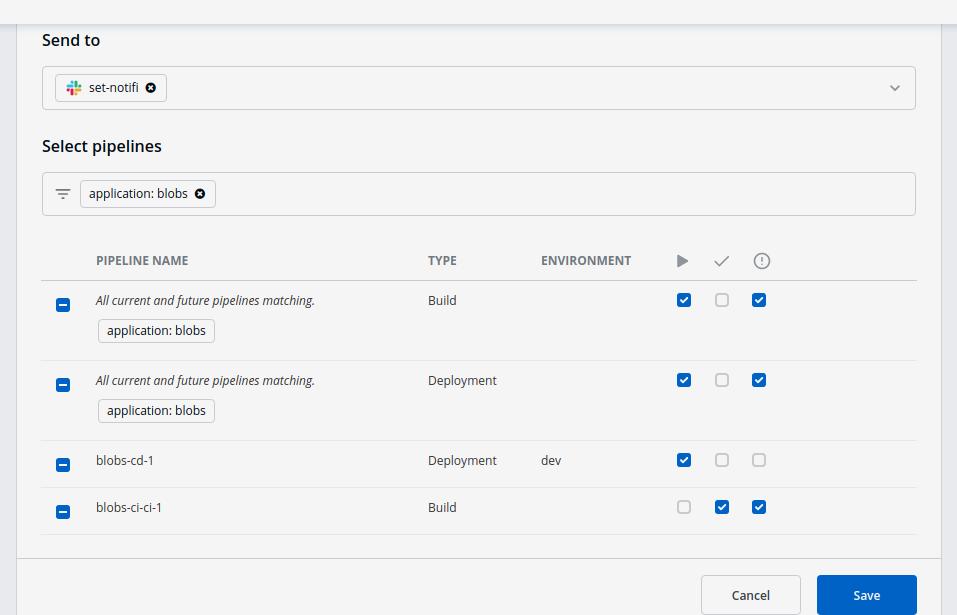 Send to
set-notifi
Select pipelines
application: blobs
PIPELINE NAME TYPE ENVIRONMENT
All current and future pipelines matching. Build
application: blobs
All current and future pipelines matching. Deployment
application: blobs
blobs-cd-1 Deployment dev
blobs-ci-ci-1 Build
Cancel Save